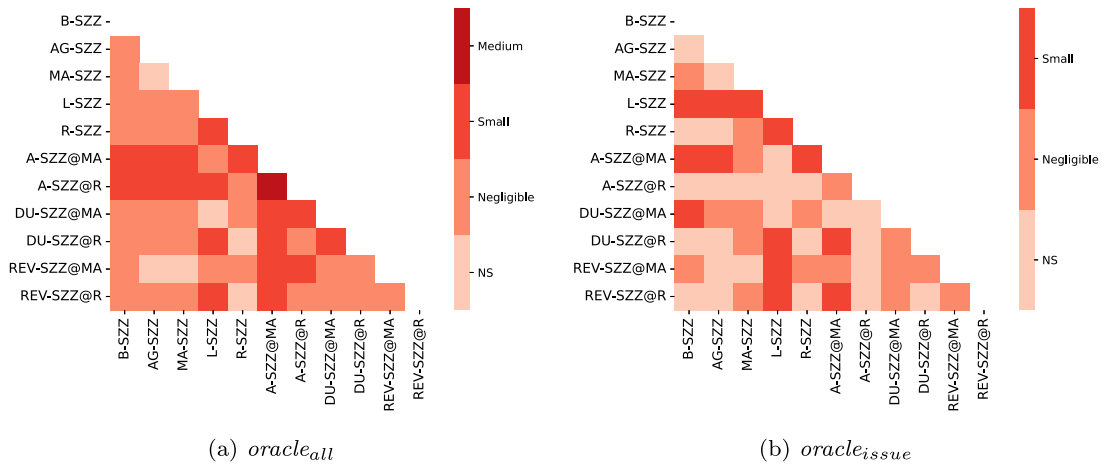 B-SZZ
AG-SZZ
MA-SZZ
L-SZZ
R-SZZ
A-SZZ@MA
A-SZZ@R
DU-SZZ@MA
DU-SZZ@R
REV-SZZ@MA
REV-SZZ@R
B-SZZ
AG-SZZ
MA-SZZ
L-SZZ
R-SZZ
A-SZZ@MA
A-SZZ@R
DU-SZZ@MA
DU-SZZ@R
REV-SZZ@MA
REV-SZZ@R
Medium
Small
Negligible
NS
(a) oracle_all
B-SZZ
AG-SZZ
MA-SZZ
L-SZZ
R-SZZ
A-SZZ@MA
A-SZZ@R
DU-SZZ@MA
DU-SZZ@R
REV-SZZ@MA
REV-SZZ@R
B-SZZ
AG-SZZ
MA-SZZ
L-SZZ
R-SZZ
A-SZZ@MA
A-SZZ@R
DU-SZZ@MA
DU-SZZ@R
REV-SZZ@MA
REV-SZZ@R
Small
Negligible
NS
(b) oracle_issue